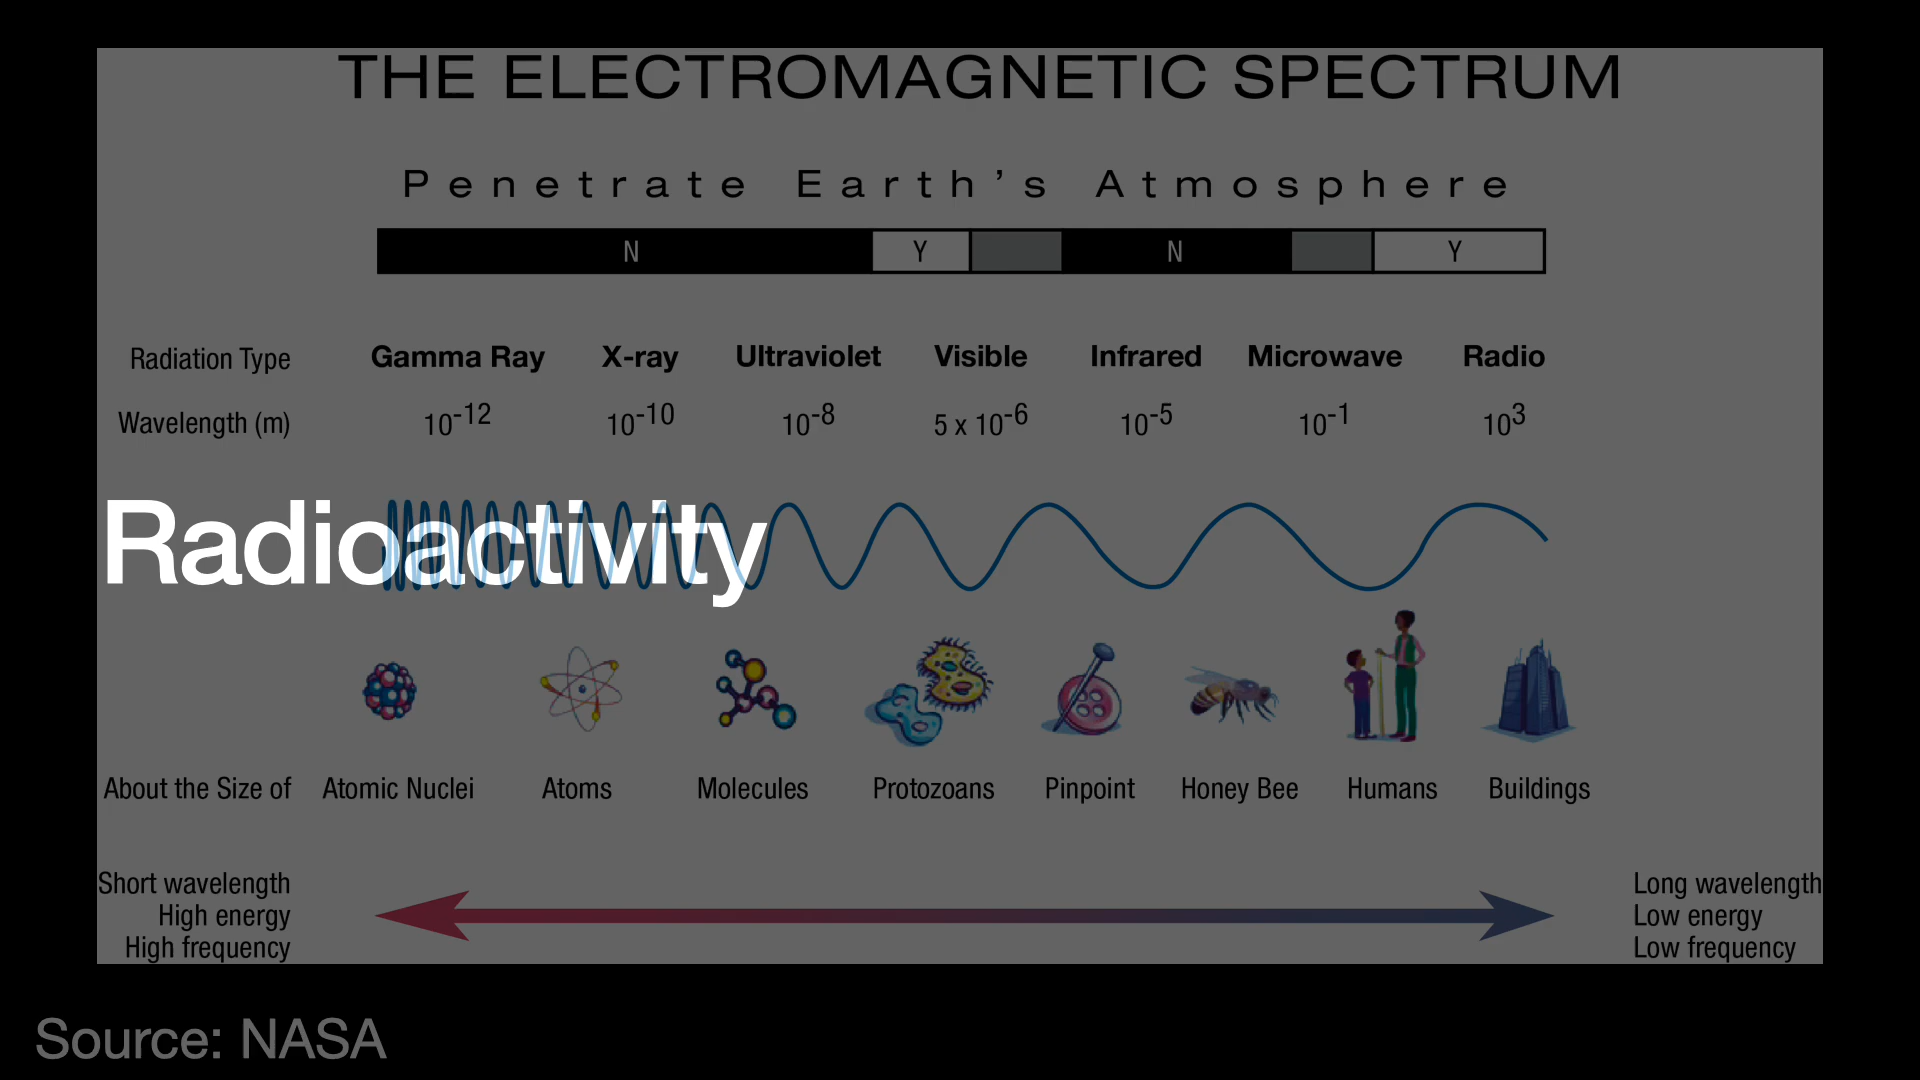 THE ELECTROMAGNETIC SPECTRUM
Penetrate Earth’s Atmosphere
N Y N Y
Radiation Type Gamma Ray X-ray Ultraviolet Visible Infrared Microwave Radio
Wavelength (m) 10⁻¹² 10⁻¹⁰ 10⁻⁸ 5 x 10⁻⁶ 10⁻⁵ 10⁻¹ 10³
Radioactivity
About the Size of Atomic Nuclei Atoms Molecules Protozoans Pinpoint Honey Bee Humans Buildings
Short wavelength
High energy
High frequency
Long wavelength
Low energy
Low frequency
Source: NASA